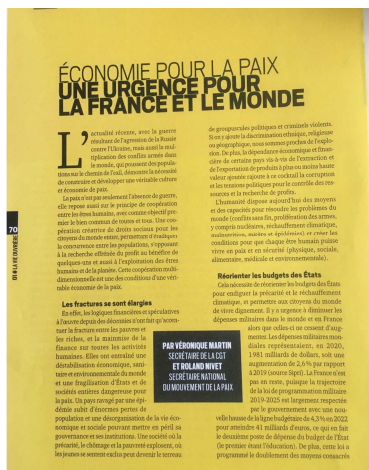 ÉCONOMIE POUR LA PAIX
UNE URGENCE POUR
LA FRANCE ET LE MONDE
L'actualité récente, avec la guerre
résultant de l'agression de la Russie
contre l'Ukraine, mais aussi la mul-
tiplication des conflits armés dans
le monde, qui poussent des popula-
tions sur le chemin de l'exil, démontre la nécessité
de construire et développer une véritable culture
et économie de paix.
La paix n'est pas seulement l'absence de guerre,
elle repose aussi sur le principe de coopération
entre les êtres humains, avec comme objectif pri-
mier le bien commun de toutes et tous. Une coo-
pération créatrice de droits sociaux pour les
citoyens du monde entier, permettant d'éradiquer
la concurrence entre les populations, s'opposant
à la recherche effrénée du profit au bénéfice de
quelques-uns et aussi à l'exploitation des êtres
humains et de la planète. Cette coopération multi-
dimensionnelle est une des conditions d'une véri-
table économie de la paix.
Les fractures se sont élargies
En effet, les logiques financières et spéculatives
à l'œuvre depuis des décennies n'ont fait qu'accen-
tuer la fracture entre les pauvres et
les riches, et la mainmise de la
finance sur toutes les activités
humaines. Elles ont entraîné une
déstabilisation économique, sani-
taire et environnementale du monde
et une fragilisation d'États et de
sociétés entières dangereuse pour
la paix. Un pays ravagé par une épi-
démie subit d'énormes pertes de
population et une désorganisation de la vie éco-
nomique et sociale pouvant mettre en péril sa
gouvernance et ses institutions. Une société où la
précarité, le chômage et la pauvreté explosent, où
les jeunes se sentent exclus peut devenir le terreau
de groupuscules politiques et criminels violents.
Si on y ajoute la discrimination ethnique, religieuse
ou géographique, nous sommes proches de l'explo-
sion. De plus, la dépendance économique et finan-
cière de certains pays vis-à-vis de l'extraction et
de l'exportation de produits à plus ou moins haute
valeur ajoutée rajoute à ce cocktail la corruption
et les tensions politiques pour le contrôle des res-
sources et la recherche de profits.
L'humanité dispose aujourd'hui des moyens
et des capacités pour résoudre les problèmes du
monde (conflits sans fin, prolifération des armes,
y compris nucléaires, réchauffement climatique,
malnutrition, misère et épidémies) et créer les
conditions pour que chaque être humain puisse
vivre en paix et en sécurité (physique, sociale,
alimentaire, médicale et environnementale).
Réorienter les budgets des États
Cela nécessite de réorienter les budgets des États
pour endiguer la précarité et le réchauffement
climatique, et permettre aux citoyens du monde
de vivre dignement. Il y a urgence à diminuer les
dépenses militaires dans le monde et en France
alors que celles-ci ne cessent d'aug-
menter. Les dépenses militaires mon-
diales représentaient, en 2020,
1981 milliards de dollars, soit une
augmentation de 2,6 % par rapport
à 2019 (source Sipri). La France n'est
pas en reste, puisque la trajectoire
de la loi de programmation militaire
2019-2025 est largement respectée
par le gouvernement avec une nou-
velle hausse de la ligne budgétaire de 4,3 % en 2022
pour atteindre 41 milliards d'euros, ce qui en fait
le deuxième poste de dépense du budget de l'État
(le premier étant l'éducation). De plus, cette loi a
programmé le doublement des moyens consacrés
PAR VÉRONIQUE MARTIN
SECRÉTAIRE DE LA CGT
ET ROLAND NIVET
SECRÉTAIRE NATIONAL
DU MOUVEMENT DE LA PAIX
70
LA VIE OUVRIÈRE